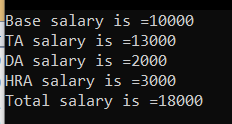 Base salary is =10000
TA salary is =13000
DA salary is =2000
HRA salary is =3000
Total salary is =18000